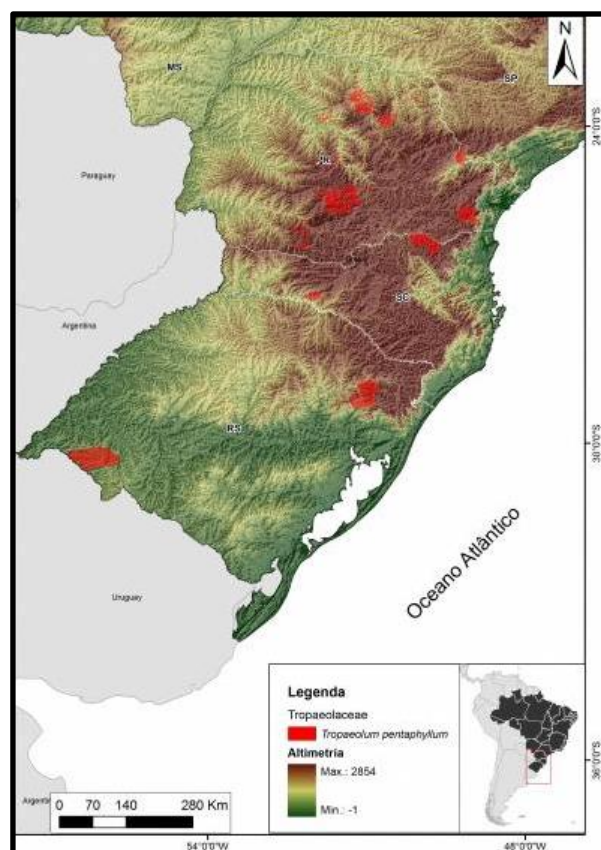 N
MS
SP
24°0'0"S
Paraguay
PR
Argentina
SC
RS
30°0'0"S
Uruguay
Oceano Atlântico
Legenda
Tropaeolaceae
Tropaeolum pentaphyllum
Altimetría
Max.: 2854
Min.: -1
36°0'0"S
Argentin
0 70 140 280 Km
54°0'0"W
48°0'0"W